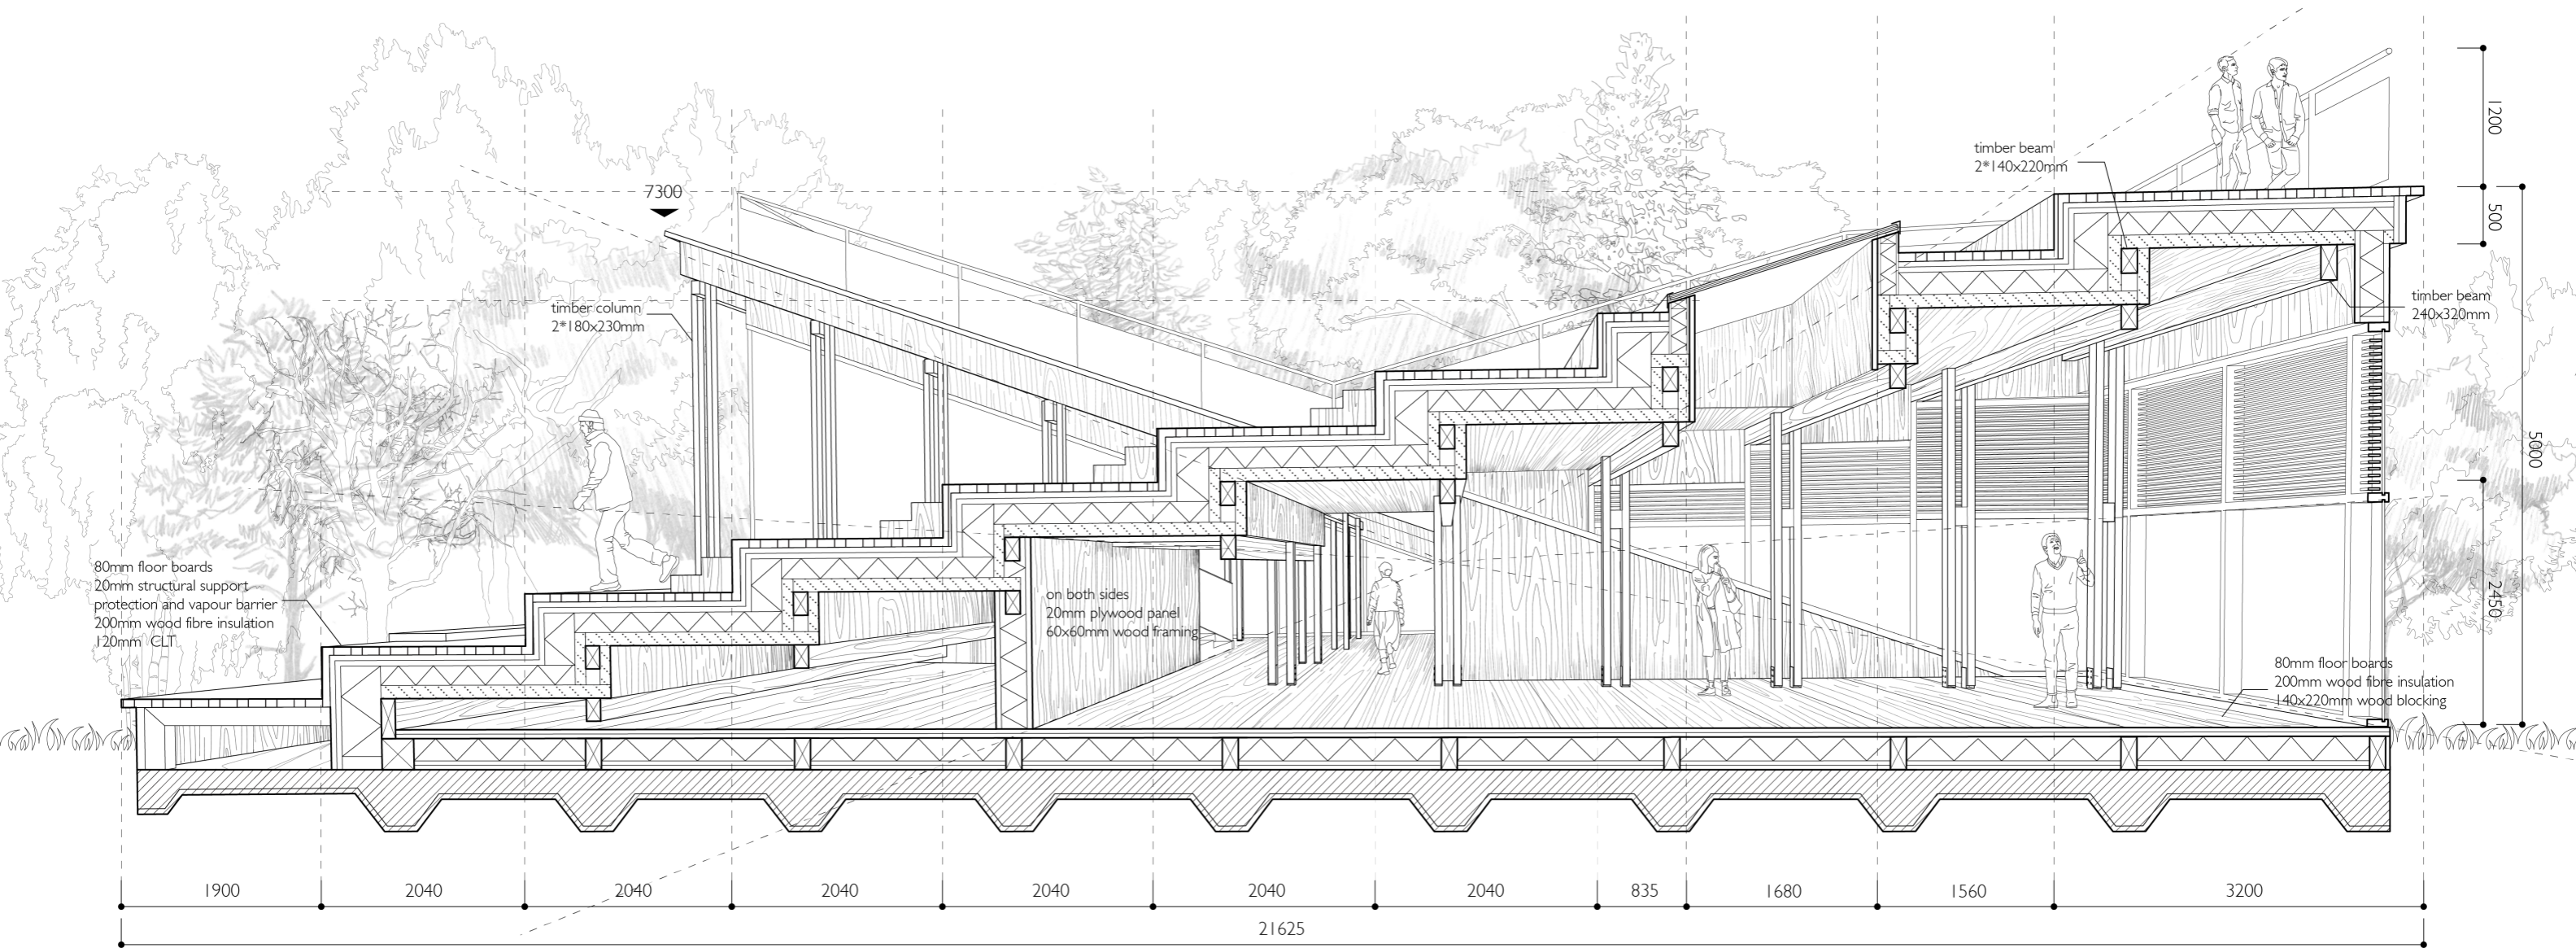 7300
timber column
2*180x230mm
timber beam
2*140x220mm
timber beam
240x320mm
1200
500
5000
2450
80mm floor boards
20mm structural support
protection and vapour barrier
200mm wood fibre insulation
120mm CLT
on both sides
20mm plywood panel
60x60mm wood framing
80mm floor boards
200mm wood fibre insulation
140x220mm wood blocking
1900
2040
2040
2040
2040
2040
2040
835
1680
1560
3200
21625